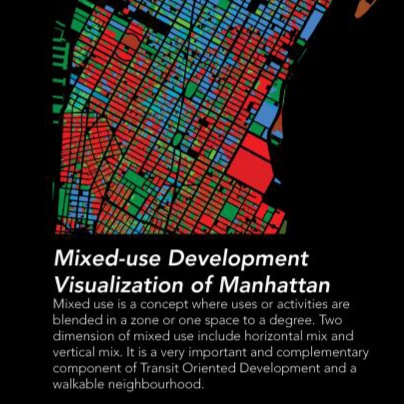 Mixed-use Development
Visualization of Manhattan
Mixed use is a concept where uses or activities are
blended in a zone or one space to a degree. Two
dimension of mixed use include horizontal mix and
vertical mix. It is a very important and complementary
component of Transit Oriented Development and a
walkable neighbourhood.